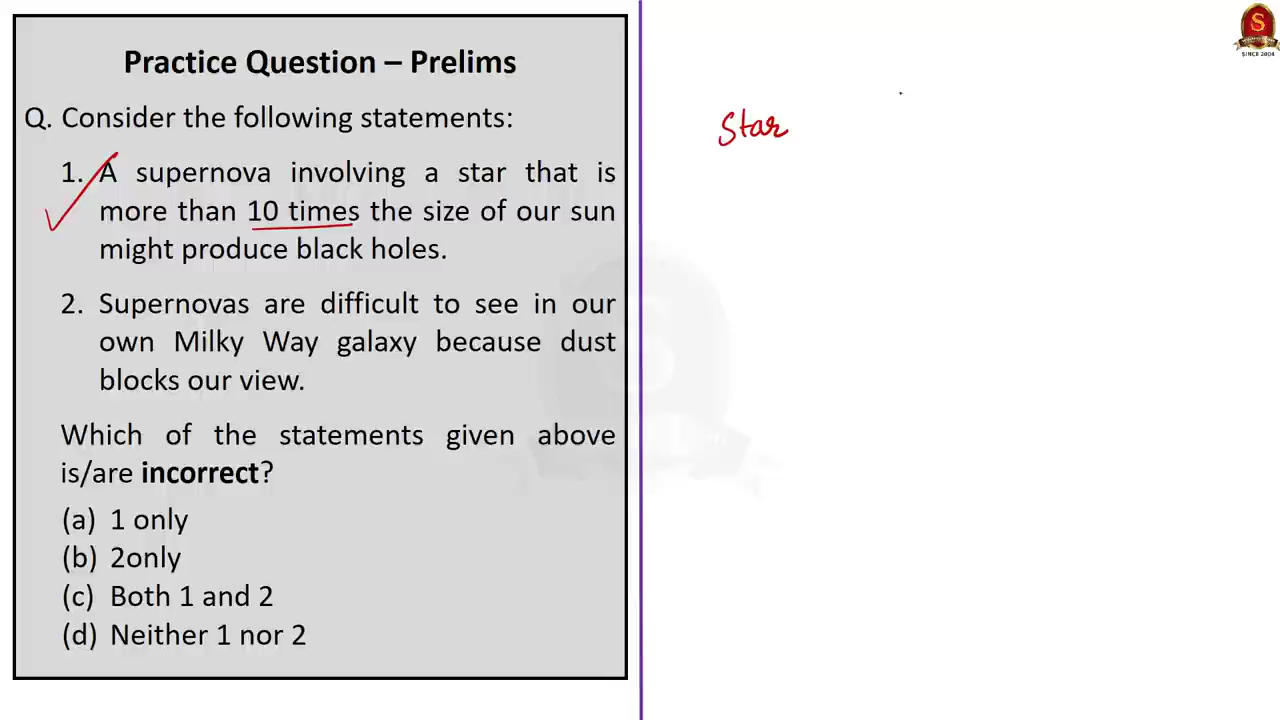 Practice Question – Prelims
Q. Consider the following statements:
1. A supernova involving a star that is
more than 10 times the size of our sun
might produce black holes.
2. Supernovas are difficult to see in our
own Milky Way galaxy because dust
blocks our view.
Which of the statements given above
is/are incorrect?
(a) 1 only
(b) 2only
(c) Both 1 and 2
(d) Neither 1 nor 2
Star
S
SINCE 2004